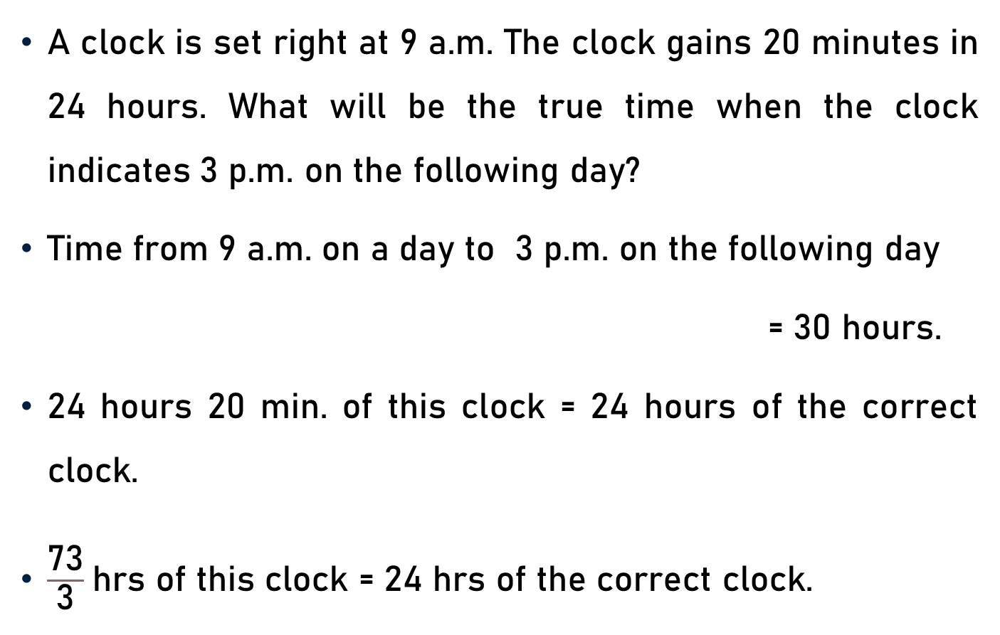 • A clock is set right at 9 a.m. The clock gains 20 minutes in
24 hours. What will be the true time when the clock
indicates 3 p.m. on the following day?
• Time from 9 a.m. on a day to 3 p.m. on the following day
= 30 hours.
• 24 hours 20 min. of this clock = 24 hours of the correct
clock.
• 73/3 hrs of this clock = 24 hrs of the correct clock.